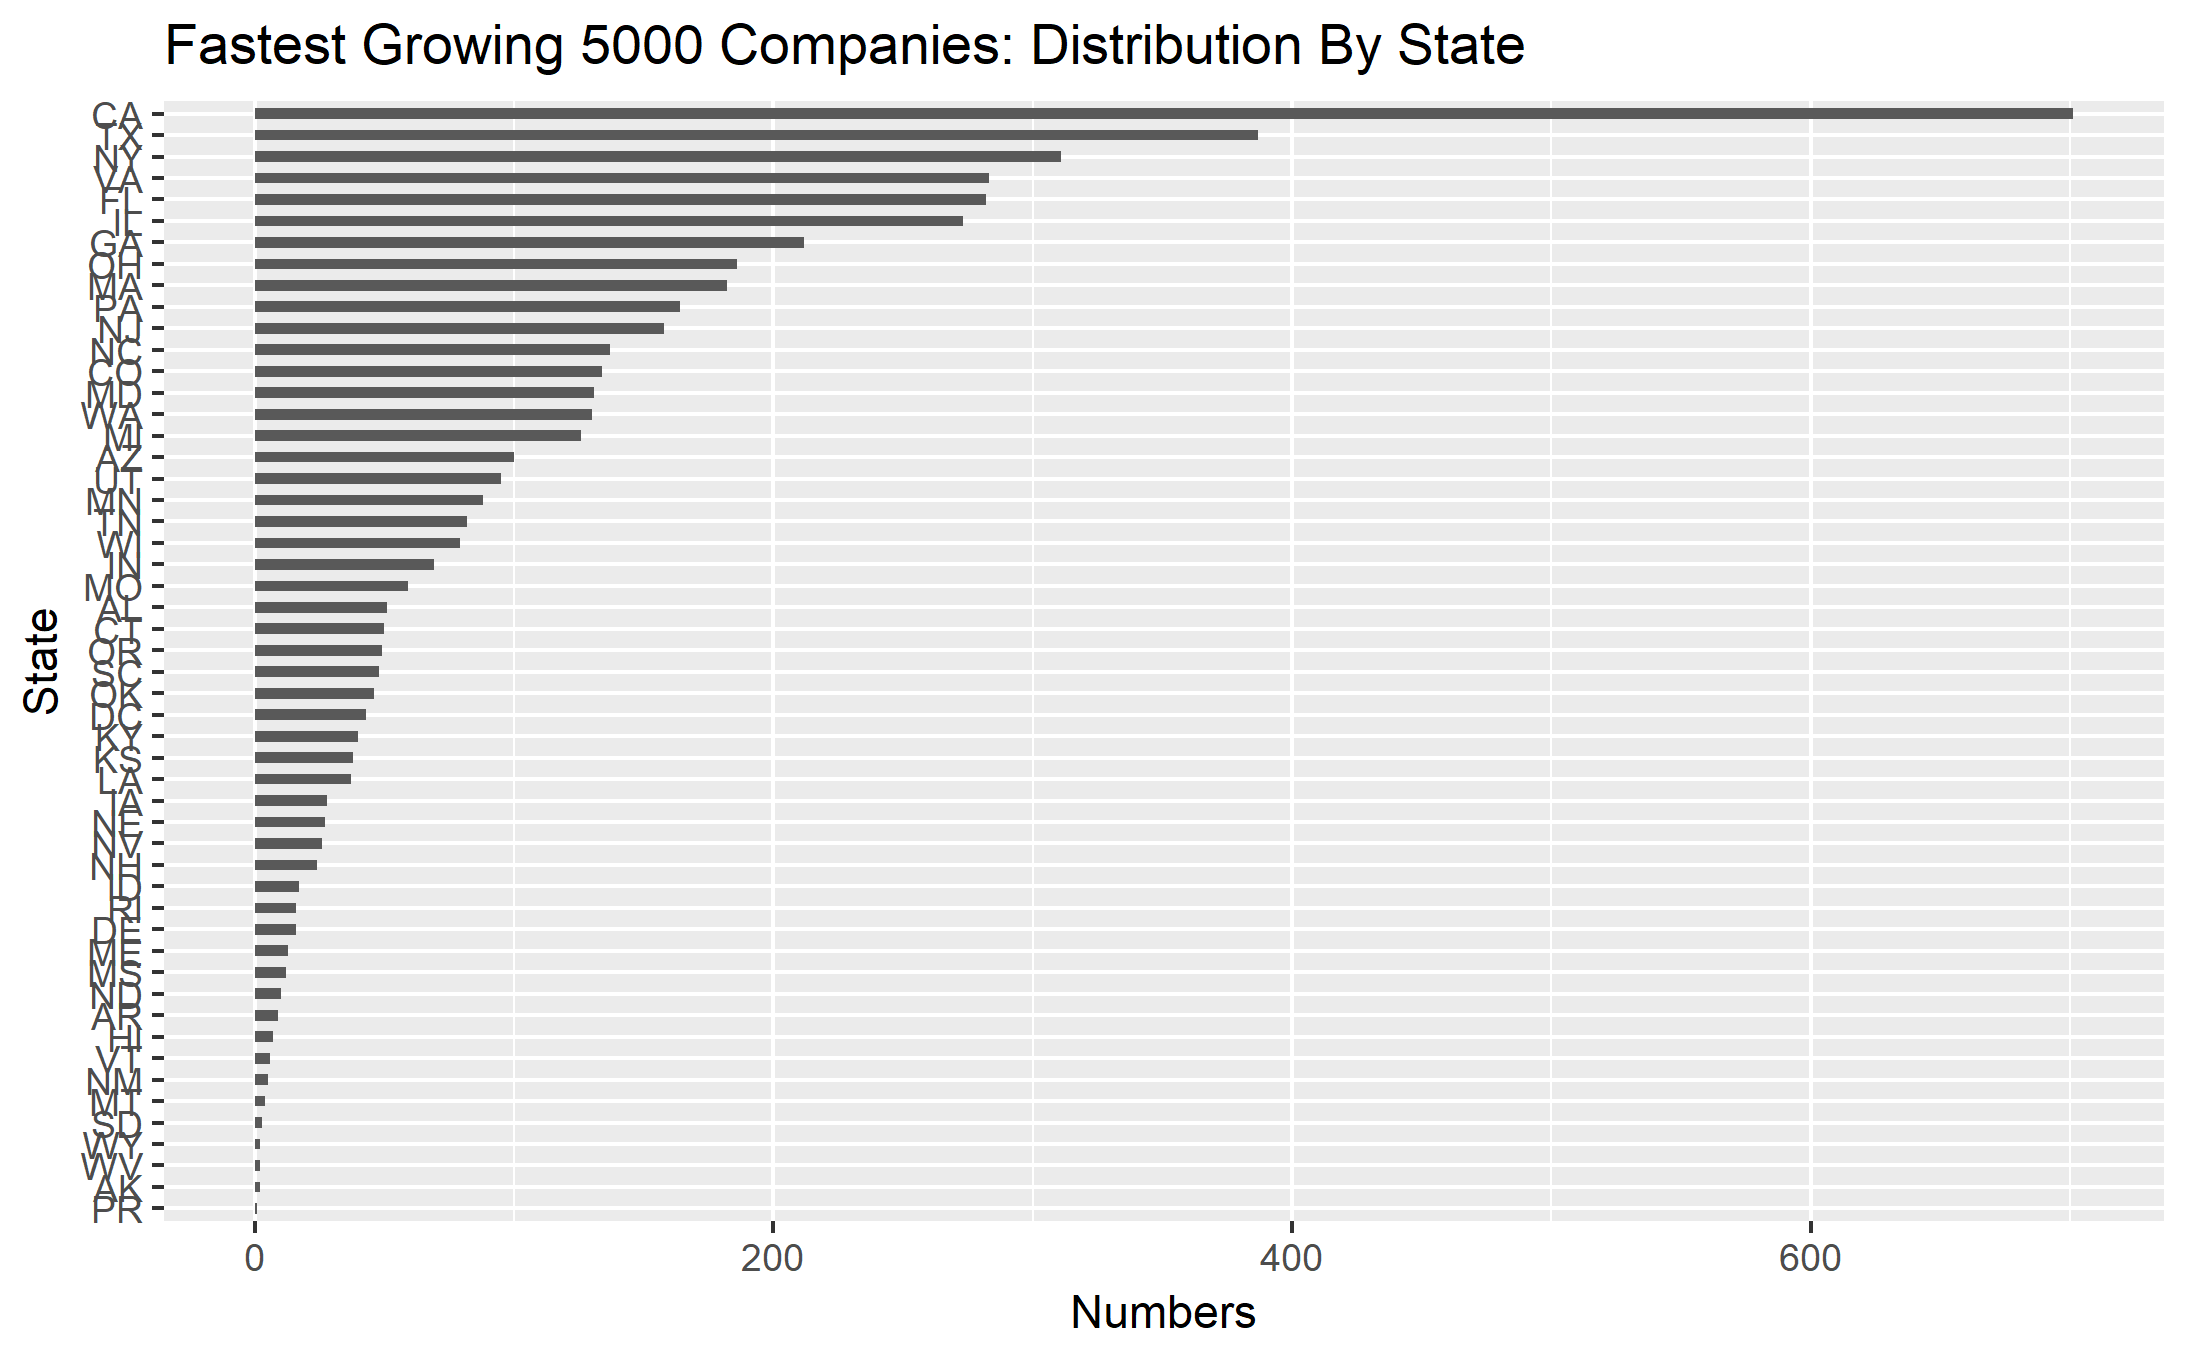 Fastest Growing 5000 Companies: Distribution By State
State
CA
TX
NY
VA
FL
IL
GA
OH
MA
PA
NJ
NC
CO
MD
WA
MI
AZ
UT
MN
TN
WI
IN
MO
AL
CT
OR
SC
OK
DC
KY
KS
LA
IA
NE
NV
NH
ID
RI
DE
ME
MS
ND
AR
HI
VT
NM
MT
SD
WY
WV
AK
PR
0 200 400 600
Numbers